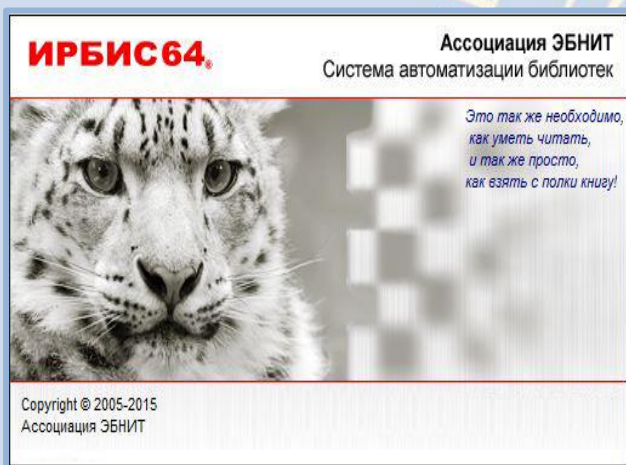 ИРБИС64®
Ассоциация ЭБНИТ
Система автоматизации библиотек
Это так же необходимо,
как уметь читать,
и так же просто,
как взять с полки книгу!
Copyright © 2005-2015
Ассоциация ЭБНИТ